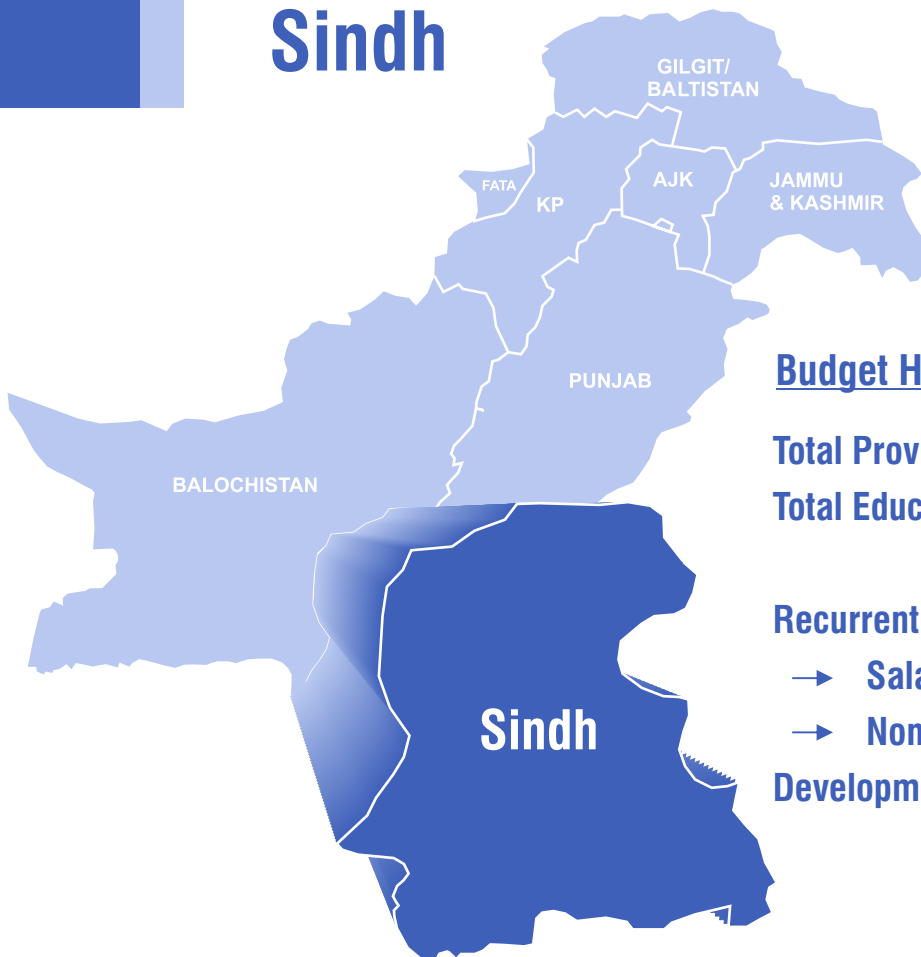 Sindh
GILGIT/
BALTISTAN
FATA
KP
AJK
JAMMU
& KASHMIR
PUNJAB
BALOCHISTAN
Sindh
Budget H
Total Prov
Total Educ
Recurrent
→ Sala
→ Non
Developm